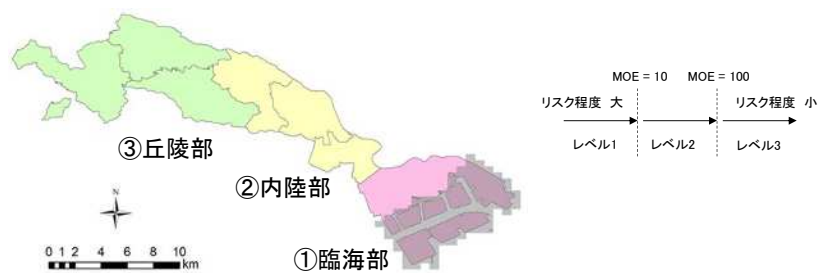 ③丘陵部
②内陸部
①臨海部
N
0 1 2 4 6 8 10
km
MOE = 10 MOE = 100
リスク程度 大 リスク程度 小
レベル1 レベル2 レベル3